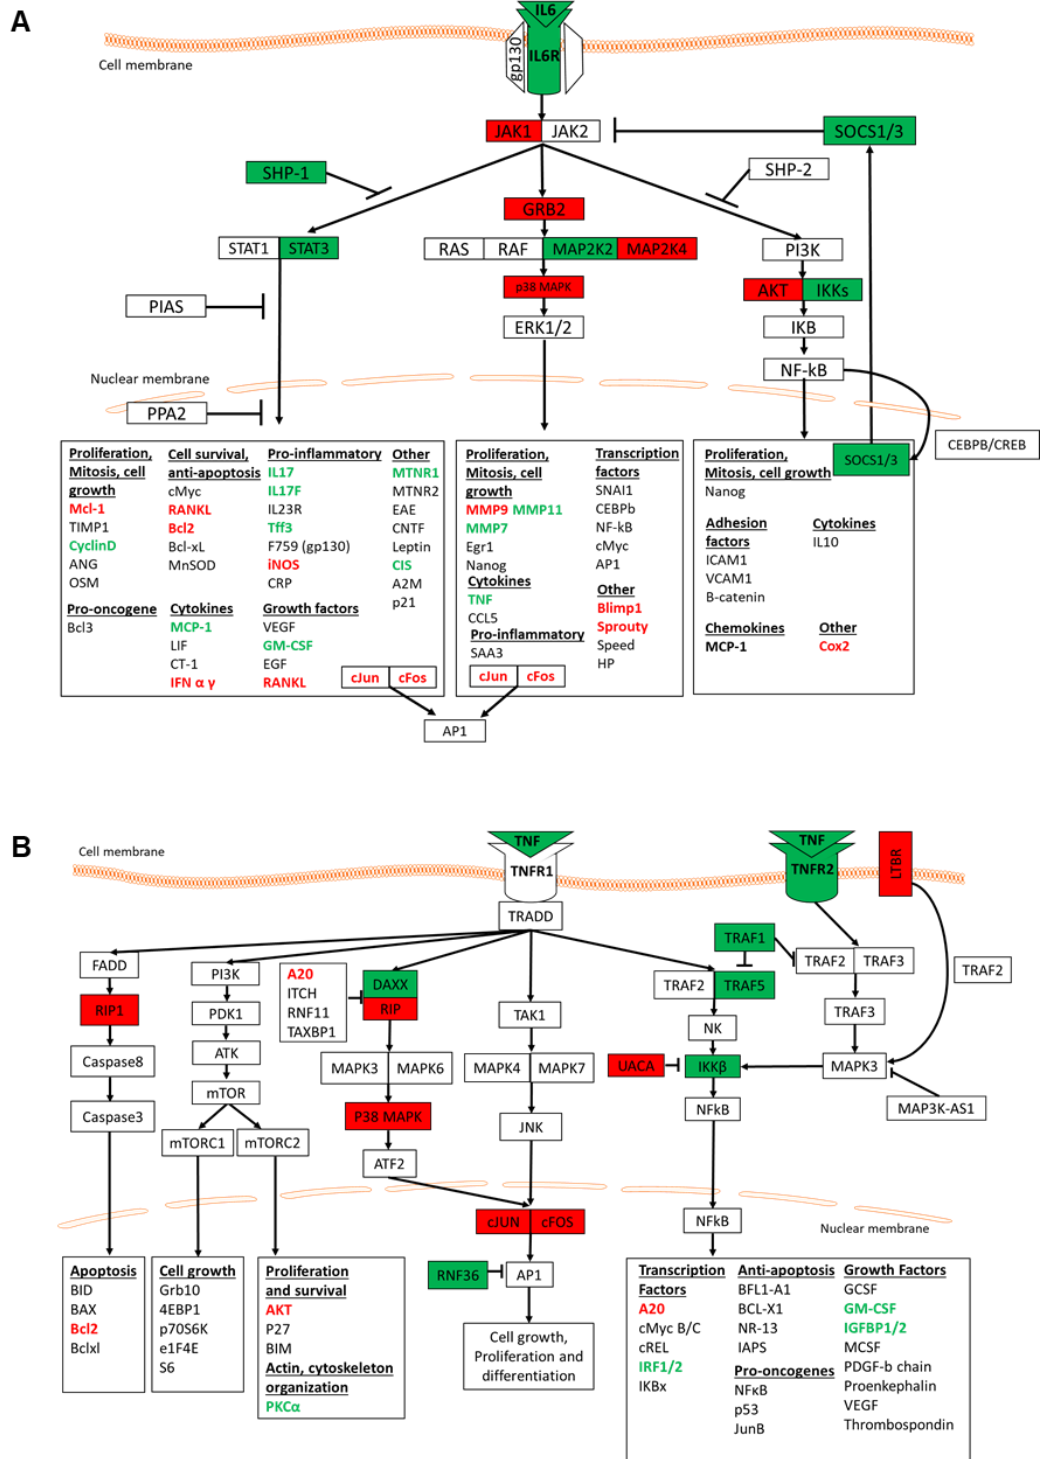 A
IL6
gp130
IL6R
Cell membrane
JAK1
JAK2
SOCS1/3
SHP-1
SHP-2
GRB2
STAT1
STAT3
RAS
RAF
MAP2K2
MAP2K4
PI3K
p38 MAPK
AKT
IKKs
PIAS
ERK1/2
IKB
Nuclear membrane
NF-kB
PPA2
CEBPB/CREB
SOCS1/3
Proliferation,
Mitosis, cell
growth
Mcl-1
TIMP1
CyclinD
ANG
OSM
Pro-oncogene
Bcl3
Cell survival,
anti-apoptosis
cMyc
RANKL
Bcl2
Bcl-xL
MnSOD
Cytokines
MCP-1
LIF
CT-1
IFN α γ
Pro-inflammatory
IL17
IL17F
IL23R
Tff3
F759 (gp130)
iNOS
CRP
Growth factors
VEGF
GM-CSF
EGF
RANKL
Other
MTNR1
MTNR2
EAE
CNTF
Leptin
CIS
A2M
p21
cJun
cFos
Proliferation,
Mitosis, cell
growth
MMP9 MMP11
MMP7
Egr1
Nanog
Cytokines
TNF
CCL5
Pro-inflammatory
SAA3
cJun
cFos
Transcription
factors
SNAI1
CEBPb
NF-kB
cMyc
AP1
Other
Blimp1
Sprouty
Speed
HP
AP1
Proliferation,
Mitosis, cell growth
Nanog
Adhesion
factors
ICAM1
VCAM1
B-catenin
Cytokines
IL10
Chemokines
MCP-1
Other
Cox2
B
Cell membrane
TNF
TNFR1
TRADD
TNF
TNFR2
LTBR
FADD
RIP1
Caspase8
Caspase3
PI3K
PDK1
ATK
mTOR
mTORC1
mTORC2
A20
ITCH
RNF11
TAXBP1
DAXX
RIP
MAPK3
MAPK6
P38 MAPK
ATF2
TAK1
MAPK4
MAPK7
JNK
cJUN
cFOS
RNF36
AP1
Cell growth,
Proliferation and
differentiation
TRAF1
TRAF2
TRAF5
NK
UACA
IKKβ
NFkB
NFkB
TRAF2
TRAF3
TRAF3
MAPK3
TRAF2
MAP3K-AS1
Nuclear membrane
Apoptosis
BID
BAX
Bcl2
Bclxl
Cell growth
Grb10
4EBP1
p70S6K
e1F4E
S6
Proliferation
and survival
AKT
P27
BIM
Actin, cytoskeleton
organization
PKCα
Transcription
Factors
A20
cMyc B/C
cREL
IRF1/2
IKBx
Anti-apoptosis
BFL1-A1
BCL-X1
NR-13
IAPS
Pro-oncogenes
NFκB
p53
JunB
Growth Factors
GCSF
GM-CSF
IGFBP1/2
MCSF
PDGF-b chain
Proenkephalin
VEGF
Thrombospondin